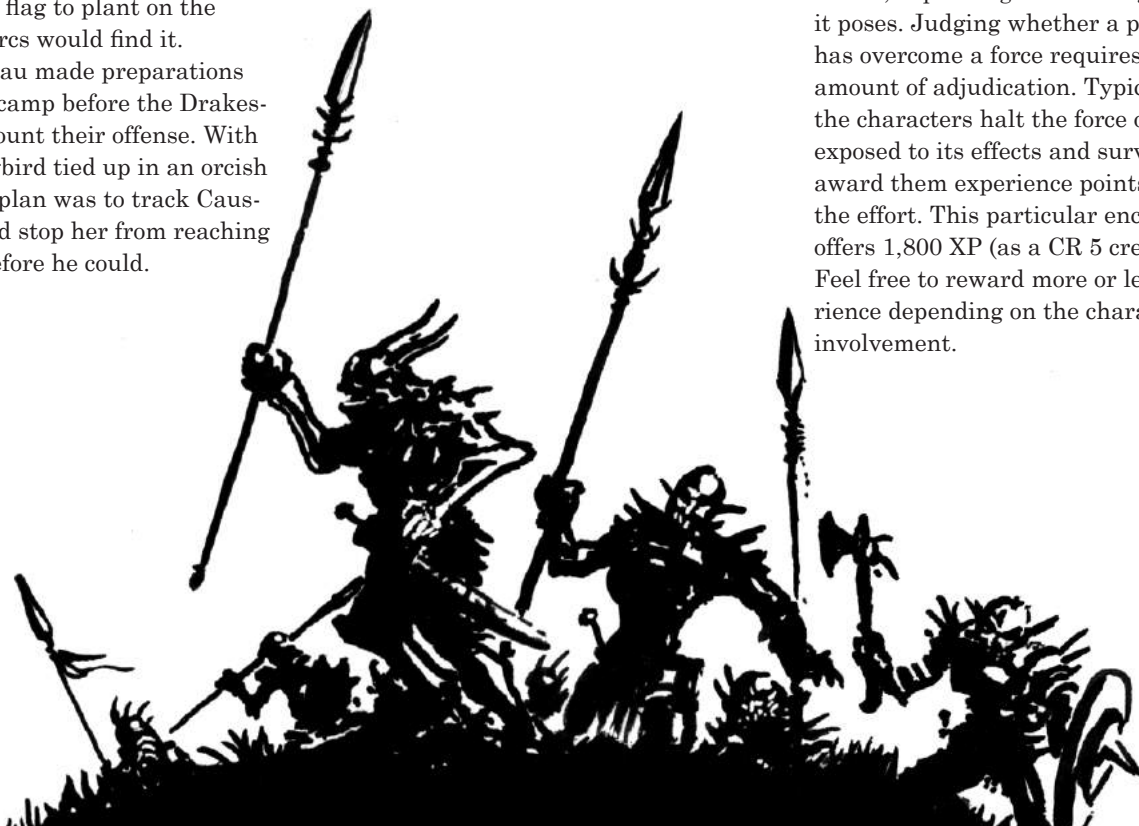 flag to plant on the
rcs would find it.
au made preparations
camp before the Drakes-
ount their offense. With
bird tied up in an orcish
plan was to track Caus-
d stop her from reaching
efore he could.
it poses. Judging whether a p
has overcome a force requires
amount of adjudication. Typic
the characters halt the force o
exposed to its effects and surv
award them experience points
the effort. This particular enc
offers 1,800 XP (as a CR 5 cre
Feel free to reward more or le
rience depending on the chara
involvement.